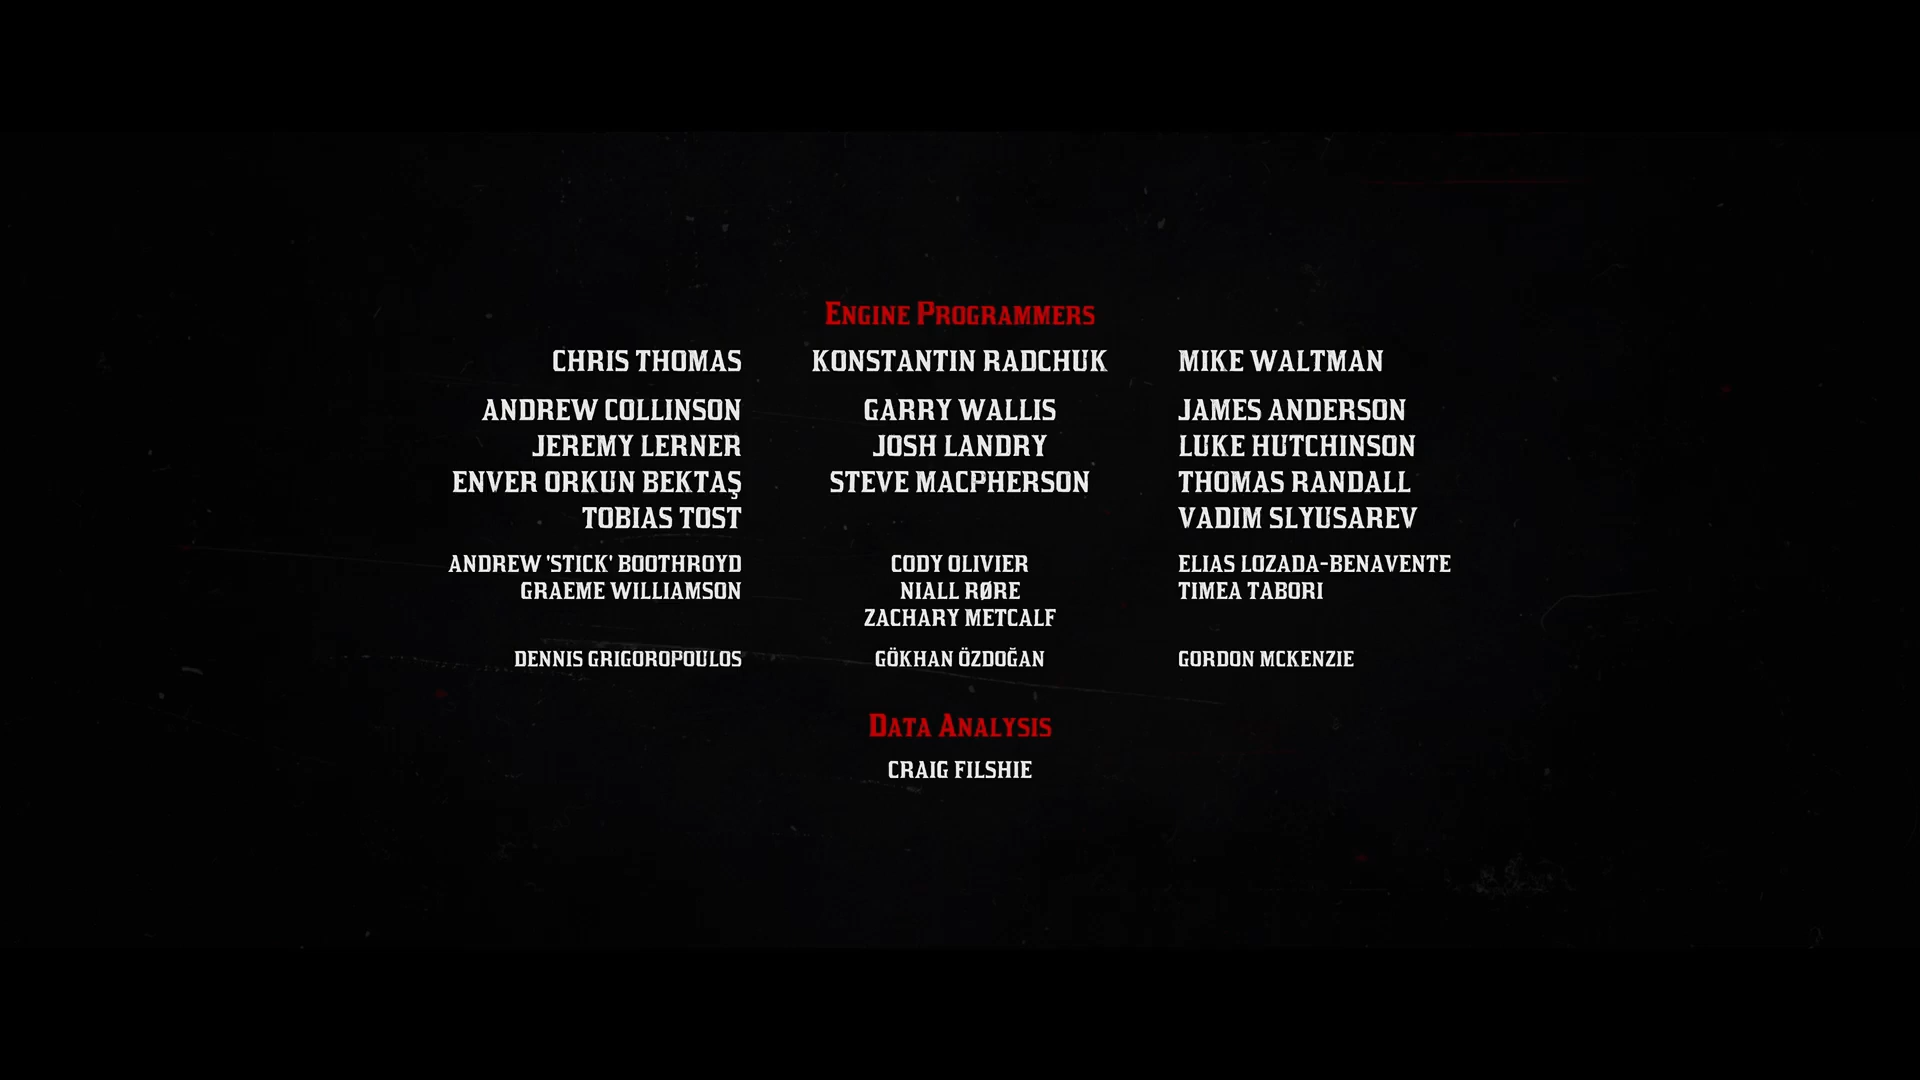 Engine Programmers
CHRIS THOMAS KONSTANTIN RADCHUK MIKE WALTMAN
ANDREW COLLINSON GARRY WALLIS JAMES ANDERSON
JEREMY LERNER JOSH LANDRY LUKE HUTCHINSON
ENVER ORKUN BEKTAŞ STEVE MACPHERSON THOMAS RANDALL
TOBIAS TOST VADIM SLYUSAREV
ANDREW 'STICK' BOOTHROYD CODY OLIVIER ELIAS LOZADA-BENAVENTE
GRAEME WILLIAMSON NIALL RØRE TIMEA TABORI
ZACHARY METCALF
DENNIS GRIGOROPOULOS GÖKHAN ÖZDOĞAN GORDON MCKENZIE
Data Analysis
CRAIG FILSHIE